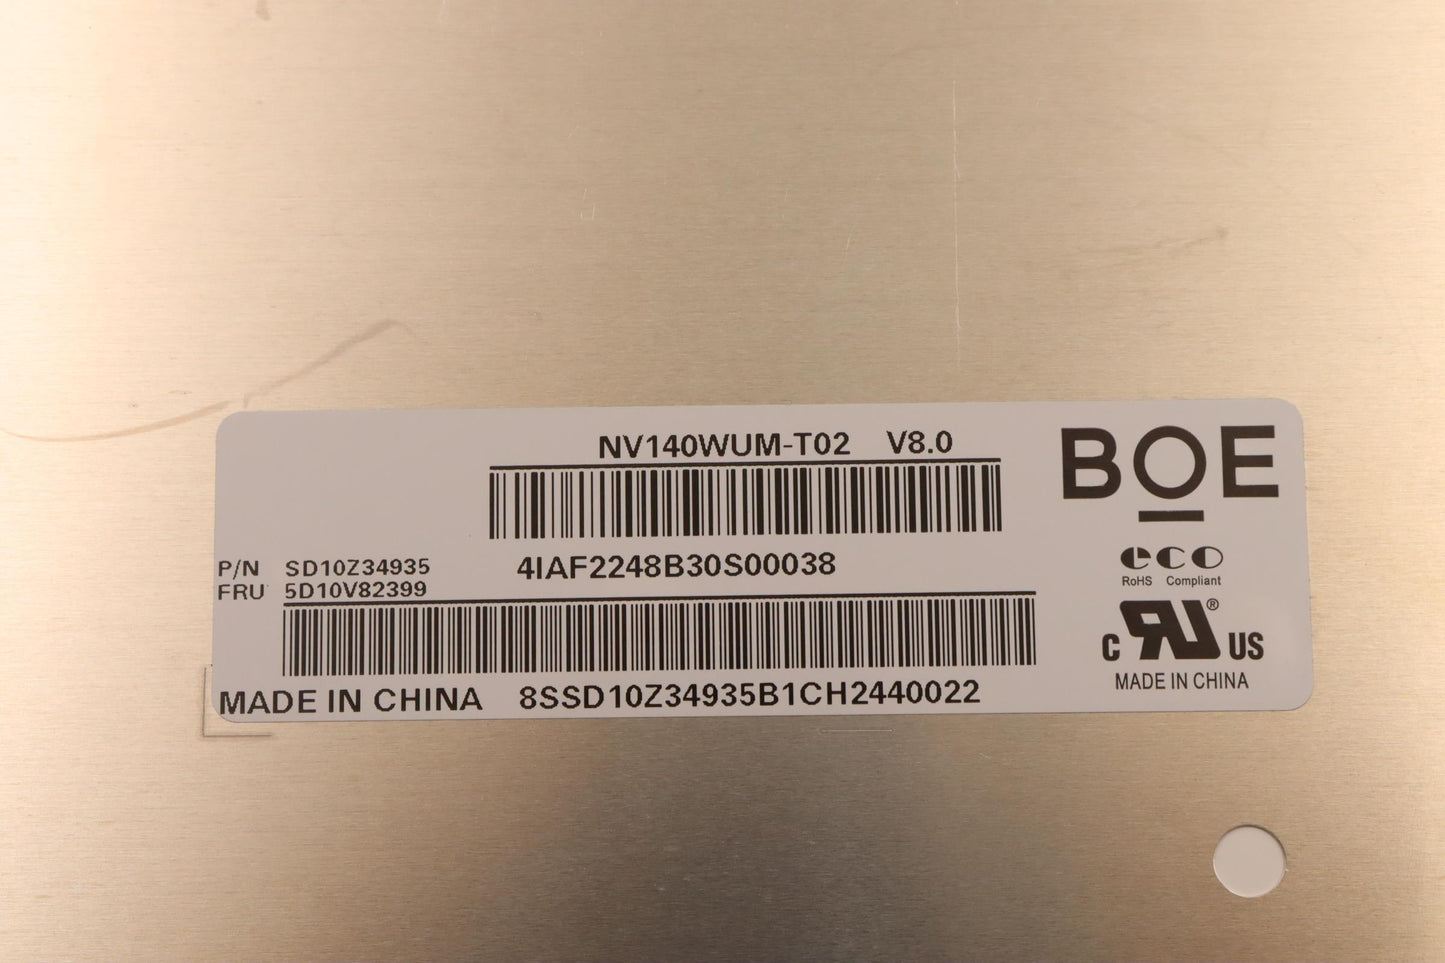 NV140WUM-T02 V8.0
BOE
P/N SD10Z34935
FRU 5D10V82399
4IAF2248B30S00038
eco
RoHS Compliant
MADE IN CHINA 8SSD10Z34935B1CH2440022
C RU ® US
MADE IN CHINA